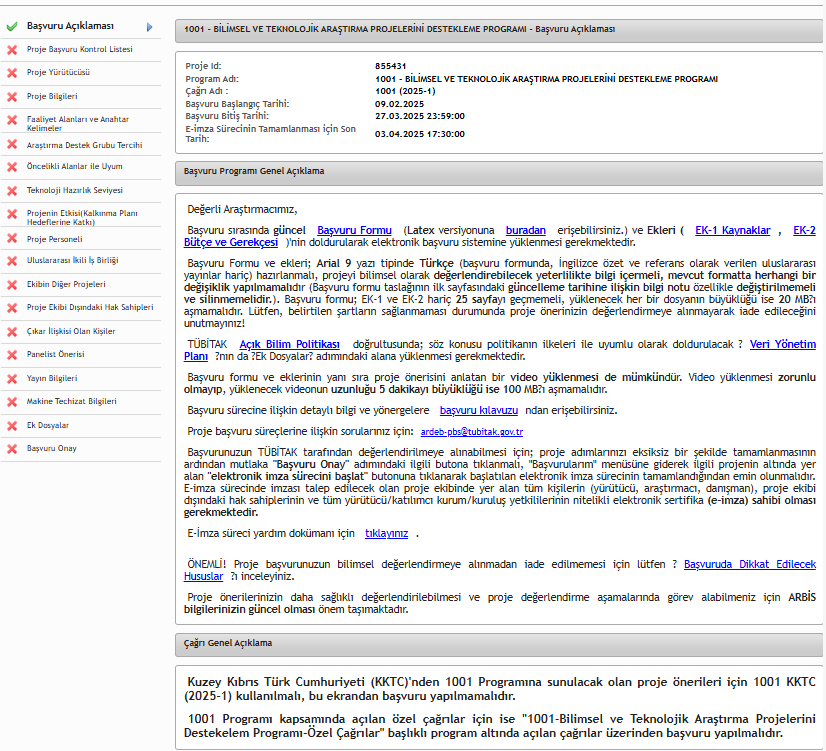 Başvuru Açıklaması
Proje Başvuru Kontrol Listesi
Proje Yürütücüsü
Proje Bilgileri
Faaliyet Alanları ve Anahtar
Kelimeler
Araştırma Destek Grubu Tercihi
Öncelikli Alanlar ile Uyum
Teknoloji Hazırlık Seviyesi
Projenin Etkisi(Kalkınma Planı
Hedeflerine Katkı)
Proje Personeli
Uluslararası İkili İş Birliği
Ekibin Diğer Projeleri
Proje Ekibi Dışındaki Hak Sahipleri
Çıkar İlişkisi Olan Kişiler
Panelist Önerisi
Yayın Bilgileri
Makine Techizat Bilgileri
Ek Dosyalar
Başvuru Onay
1001 - BİLİMSEL VE TEKNOLOJİK ARAŞTIRMA PROJELERİNİ DESTEKLEME PROGRAMI - Başvuru Açıklaması
Proje Id: 855431
Program Adı: 1001 - BİLİMSEL VE TEKNOLOJİK ARAŞTIRMA PROJELERİNİ DESTEKLEME PROGRAMI
Çağrı Adı : 1001 (2025-1)
Başvuru Başlangıç Tarihi: 09.02.2025
Başvuru Bitiş Tarihi: 27.03.2025 23:59:00
E-imza Sürecinin Tamamlanması için Son
Tarih: 03.04.2025 17:30:00
Başvuru Programı Genel Açıklama
Değerli Araştırmacımız,
Başvuru sırasında güncel Başvuru Formu (Latex versiyonuna buradan erişebilirsiniz.) ve Ekleri ( EK-1 Kaynaklar , EK-2
Bütçe ve Gerekçesi )'nin doldurularak elektronik başvuru sistemine yüklenmesi gerekmektedir.
Başvuru Formu ve ekleri; Arial 9 yazı tipinde Türkçe (başvuru formunda, İngilizce özet ve referans olarak verilen uluslararası
yayınlar hariç) hazırlanmalı, projeyi bilimsel olarak değerlendirebilecek yeterlilikte bilgi içermeli, mevcut formatta herhangi bir
değişiklik yapılmamalıdır (Başvuru formu taslağının ilk sayfasındaki güncelleme tarihine ilişkin bilgi notu özellikle değiştirilmemeli
ve silinmemelidir.). Başvuru formu; EK-1 ve EK-2 hariç 25 sayfayı geçmemeli, yüklenecek her bir dosyanın büyüklüğü ise 20 MB?ı
aşmamalıdır. Lütfen, belirtilen şartların sağlanmaması durumunda proje önerinizin değerlendirmeye alınmayarak iade edileceğini
unutmayınız!
TÜBİTAK Açık Bilim Politikası doğrultusunda; söz konusu politikanın ilkeleri ile uyumlu olarak doldurulacak ? Veri Yönetim
Planı ?nın da ?Ek Dosyalar? adımındaki alana yüklenmesi gerekmektedir.
Başvuru formu ve eklerinin yanı sıra proje önerisini anlatan bir video yüklenmesi de mümkündür. Video yüklenmesi zorunlu
olmayıp, yüklenecek videonun uzunluğu 5 dakikayı büyüklüğü ise 100 MB?ı aşmamalıdır.
Başvuru sürecine ilişkin detaylı bilgi ve yönergelere başvuru kılavuzu ndan erişebilirsiniz.
Proje başvuru süreçlerine ilişkin sorularınız için: ardeb-pbs@tubitak.gov.tr
Başvurunuzun TÜBİTAK tarafından değerlendirilmeye alınabilmesi için; proje adımlarınızı eksiksiz bir şekilde tamamlanmasının
ardından mutlaka "Başvuru Onay" adımındaki ilgili butona tıklanmalı, "Başvurularım" menüsüne giderek ilgili projenin altında yer
alan "elektronik imza sürecini başlat" butonuna tıklanarak başlatılan elektronik imza sürecinin tamamlandığından emin olunmalıdır.
E-imza sürecinde imzası talep edilecek olan proje ekibinde yer alan tüm kişilerin (yürütücü, araştırmacı, danışman), proje ekibi
dışındaki hak sahiplerinin ve tüm yürütücü/katılımcı kurum/kuruluş yetkililerinin nitelikli elektronik sertifika (e-imza) sahibi olması
gerekmektedir.
E-İmza süreci yardım dokümanı için tıklayınız .
ÖNEMLİ! Proje başvurunuzun bilimsel değerlendirmeye alınmadan iade edilmemesi için lütfen ? Başvuruda Dikkat Edilecek
Hususlar ?ı inceleyiniz.
Proje önerilerinizin daha sağlıklı değerlendirilebilmesi ve proje değerlendirme aşamalarında görev alabilmeniz için ARBİS
bilgilerinizin güncel olması önem taşımaktadır.
Çağrı Genel Açıklama
Kuzey Kıbrıs Türk Cumhuriyeti (KKTC)'nden 1001 Programına sunulacak olan proje önerileri için 1001 KKTC
(2025-1) kullanılmalı, bu ekrandan başvuru yapılmamalıdır.
1001 Programı kapsamında açılan özel çağrılar için ise "1001-Bilimsel ve Teknolojik Araştırma Projelerini
Destekelem Programı-Özel Çağrılar" başlıklı program altında açılan çağrılar üzerinden başvuru yapılmalıdır.